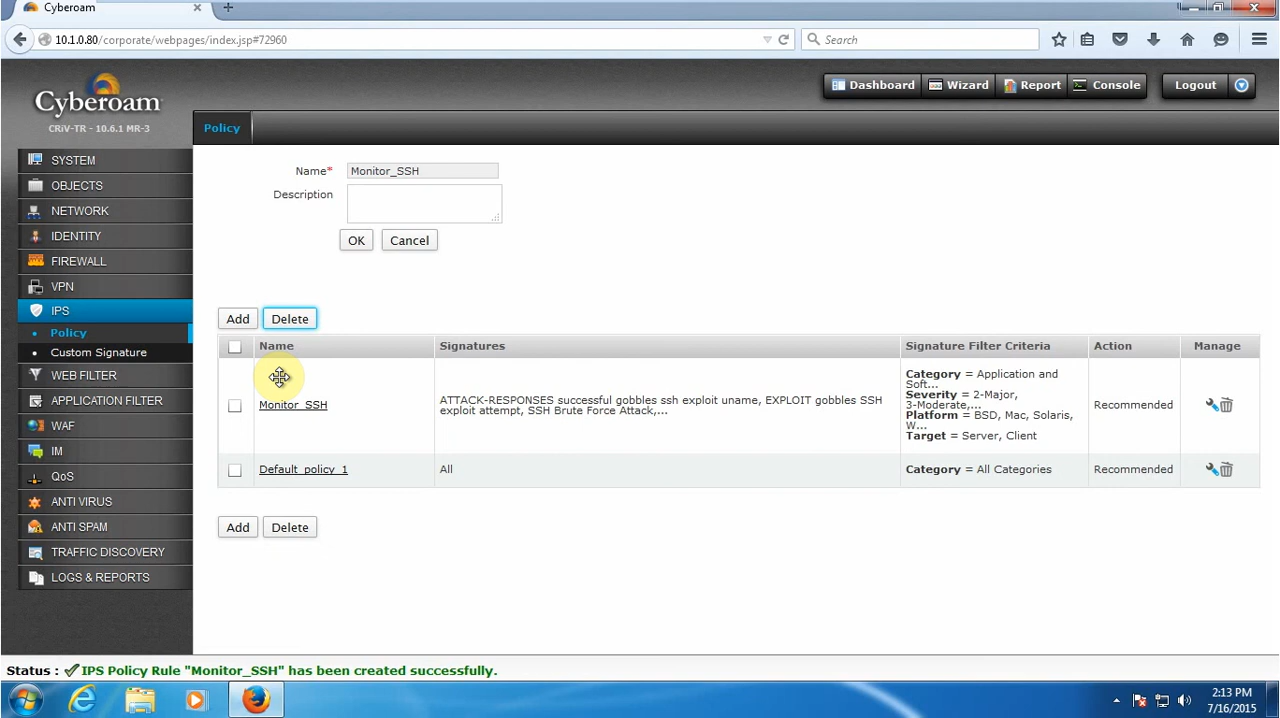 Cyberoam
10.1.0.80/corporate/webpages/index.jsp#72960
Search
Cyberoam
CRiV-TR - 10.6.1 MR-3
Dashboard
Wizard
Report
Console
Logout
Policy
SYSTEM
OBJECTS
NETWORK
IDENTITY
FIREWALL
VPN
IPS
Policy
Custom Signature
WEB FILTER
APPLICATION FILTER
WAF
IM
QoS
ANTI VIRUS
ANTI SPAM
TRAFFIC DISCOVERY
LOGS & REPORTS
Name* Monitor_SSH
Description
OK Cancel
Add Delete
Name Signatures Signature Filter Criteria Action Manage
Monitor_SSH
ATTACK-RESPONSES successful gobbles ssh exploit uname, EXPLOIT gobbles SSH
exploit attempt, SSH Brute Force Attack,...
Category = Application and
Soft...
Severity = 2-Major,
3-Moderate,...
Platform = BSD, Mac, Solaris,
W...
Target = Server, Client
Recommended
Default_policy_1 All Category = All Categories Recommended
Add Delete
Status : IPS Policy Rule "Monitor_SSH" has been created successfully.
2:13 PM
7/16/2015